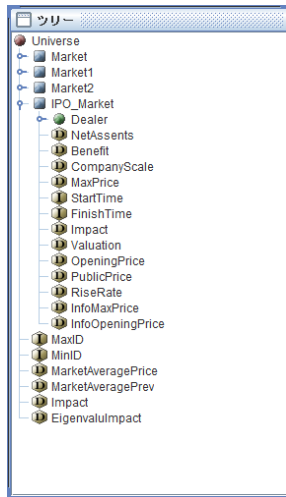 ツリー
Universe
Market
Market1
Market2
IPO_Market
Dealer
D NetAssents
D Benefit
D CompanyScale
D MaxPrice
I StartTime
I FinishTime
D Impact
D Valuation
D OpeningPrice
D PublicPrice
D RiseRate
D InfoMaxPrice
D InfoOpeningPrice
I MaxID
I MinID
D MarketAveragePrice
D MarketAveragePrev
D Impact
D EigenvaluImpact